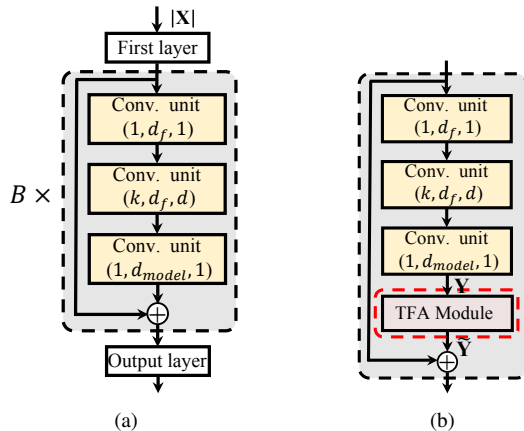 |X|
First layer
Conv. unit
(1, d_f, 1)
Conv. unit
(k, d_f, d)
Conv. unit
(1, d_model, 1)
B ×
Output layer
(a)
Conv. unit
(1, d_f, 1)
Conv. unit
(k, d_f, d)
Conv. unit
(1, d_model, 1)
Y
TFA Module
Ỹ
(b)